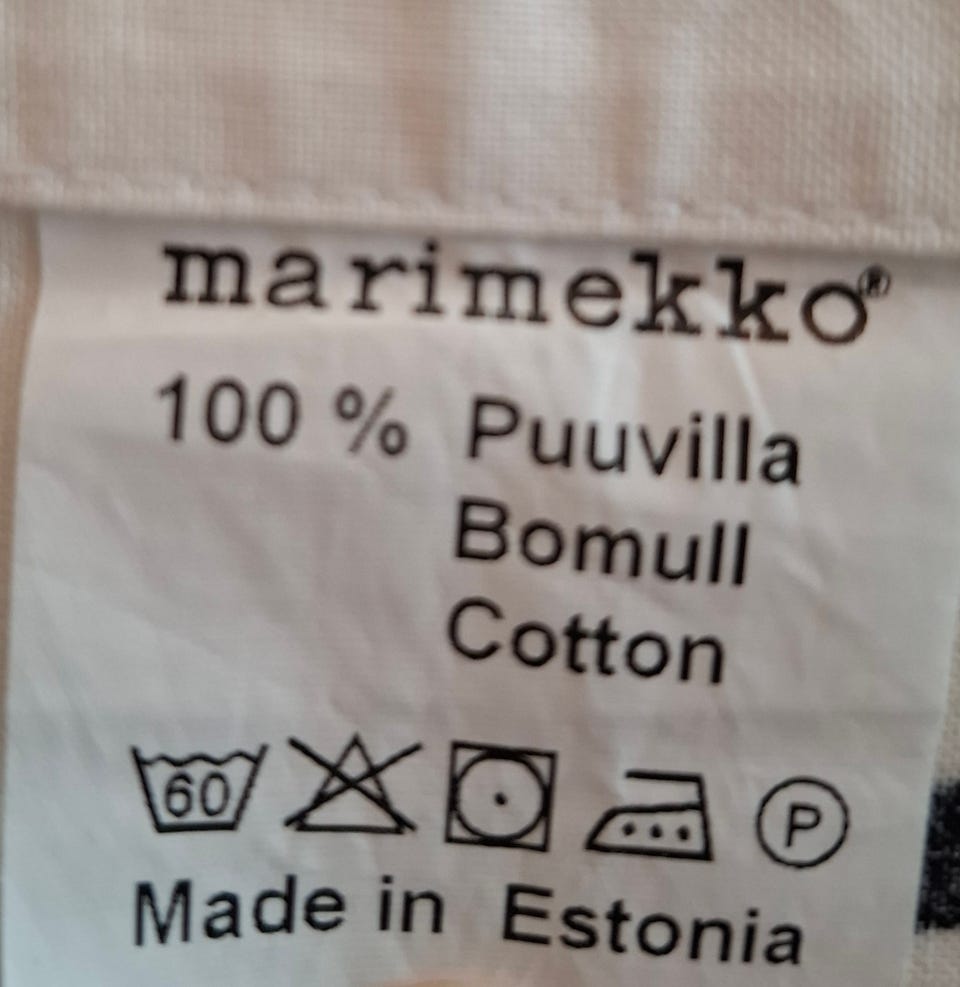 marimekko®
100 % Puuvilla
Bomull
Cotton
60 P
Made in Estonia